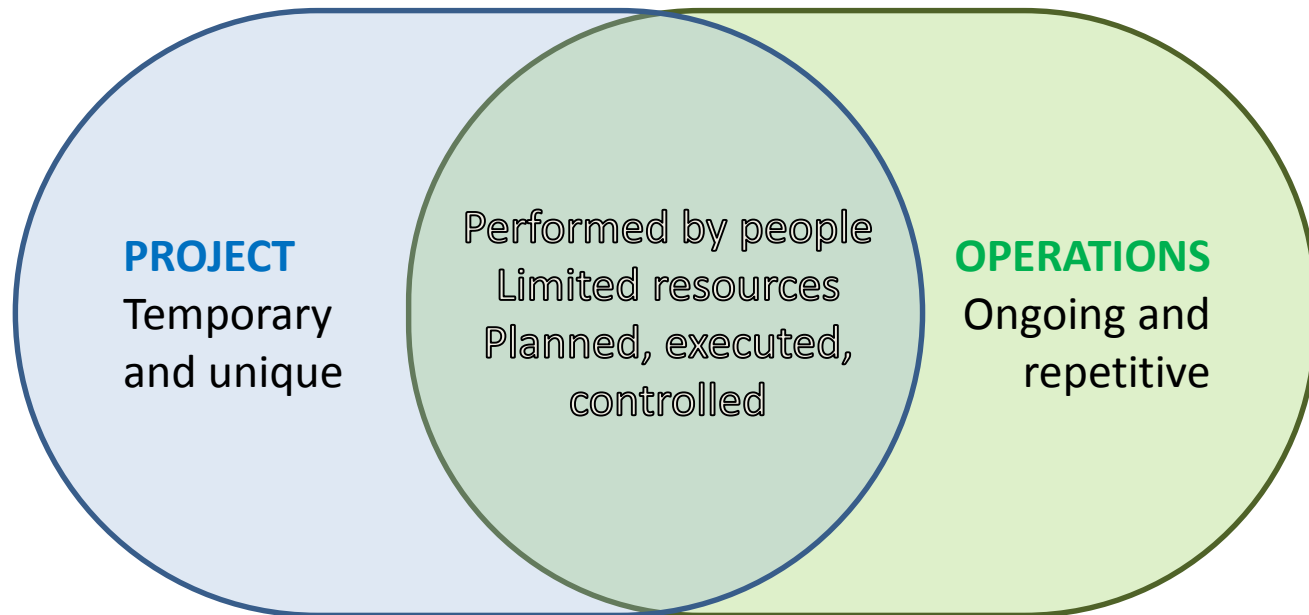 PROJECT
Temporary
and unique
Performed by people
Limited resources
Planned, executed,
controlled
OPERATIONS
Ongoing and
repetitive